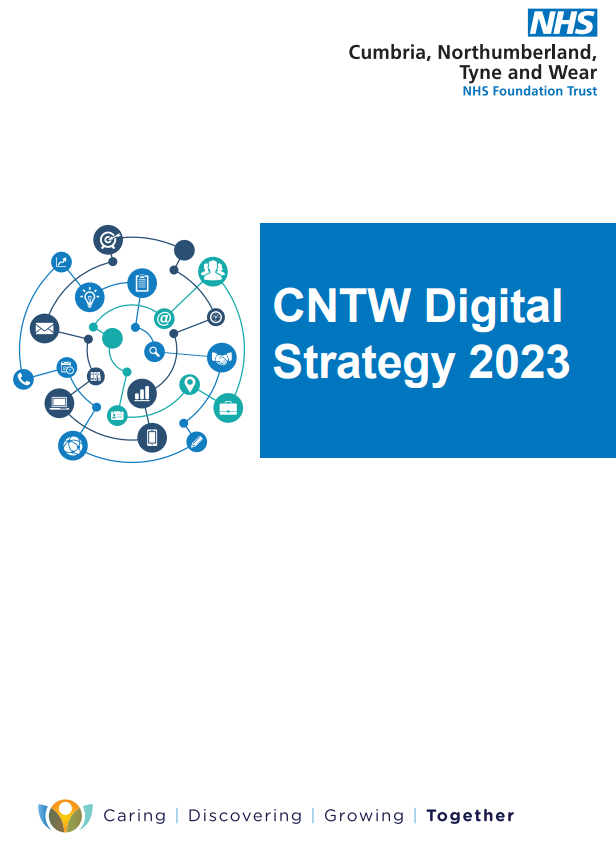 NHS
Cumbria, Northumberland,
Tyne and Wear
NHS Foundation Trust
@
CNTW Digital
Strategy 2023
Caring | Discovering | Growing | Together